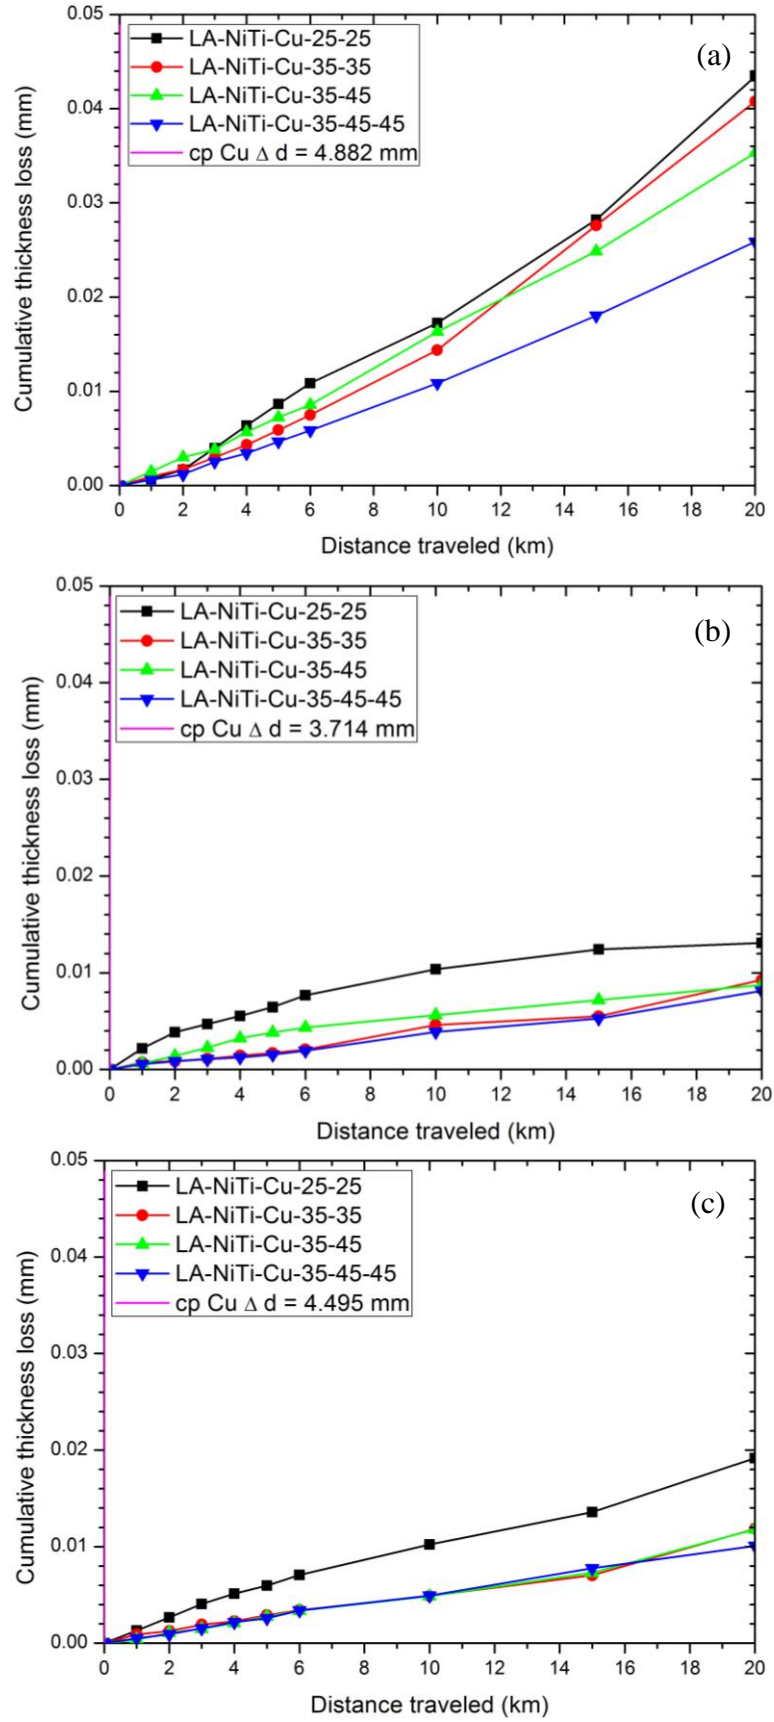 0.05
LA-NiTi-Cu-25-25
(a)
LA-NiTi-Cu-35-35
LA-NiTi-Cu-35-45
0.04
LA-NiTi-Cu-35-45-45
cp Cu Δ d = 4.882 mm
0.03
0.02
0.01
0.00
Cumulative thickness loss (mm)
0 2 4 6 8 10 12 14 16 18 20
Distance traveled (km)
0.05
LA-NiTi-Cu-25-25
(b)
LA-NiTi-Cu-35-35
LA-NiTi-Cu-35-45
0.04
LA-NiTi-Cu-35-45-45
cp Cu Δ d = 3.714 mm
0.03
0.02
0.01
0.00
Cumulative thickness loss (mm)
0 2 4 6 8 10 12 14 16 18 20
Distance traveled (km)
0.05
LA-NiTi-Cu-25-25
(c)
LA-NiTi-Cu-35-35
LA-NiTi-Cu-35-45
0.04
LA-NiTi-Cu-35-45-45
cp Cu Δ d = 4.495 mm
0.03
0.02
0.01
0.00
Cumulative thickness loss (mm)
0 2 4 6 8 10 12 14 16 18 20
Distance traveled (km)